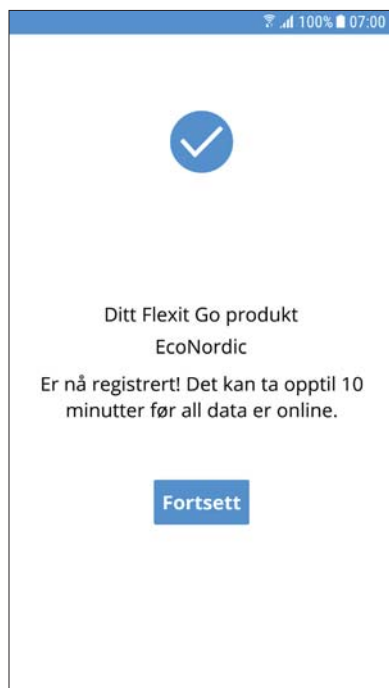 100% 07:00
Ditt Flexit Go produkt
EcoNordic
Er nå registrert! Det kan ta opptil 10
minutter før all data er online.
Fortsett